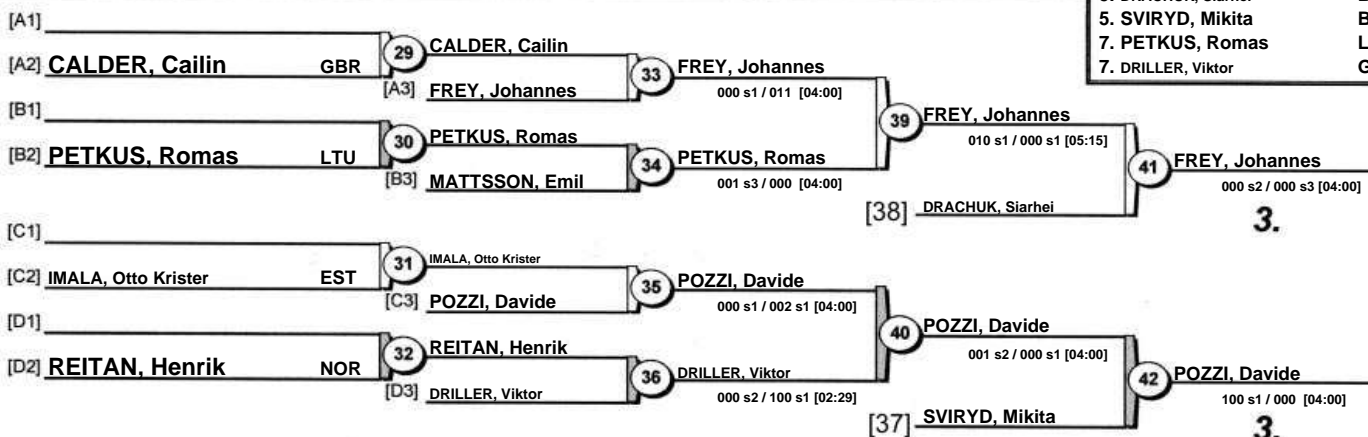 5. SVIRYD, Mikita B
7. PETKUS, Romas L
7. DRILLER, Viktor G
[A1]
[A2] CALDER, Cailin GBR
29 CALDER, Cailin
[A3] FREY, Johannes
33 FREY, Johannes
000 s1 / 011 [04:00]
[B1]
[B2] PETKUS, Romas LTU
30 PETKUS, Romas
[B3] MATTSSON, Emil
34 PETKUS, Romas
001 s3 / 000 [04:00]
39 FREY, Johannes
010 s1 / 000 s1 [05:15]
[38] DRACHUK, Siarhei
41 FREY, Johannes
000 s2 / 000 s3 [04:00]
3.
[C1]
[C2] IMALA, Otto Krister EST
31 IMALA, Otto Krister
[C3] POZZI, Davide
35 POZZI, Davide
000 s1 / 002 s1 [04:00]
[D1]
[D2] REITAN, Henrik NOR
32 REITAN, Henrik
[D3] DRILLER, Viktor
36 DRILLER, Viktor
000 s2 / 100 s1 [02:29]
40 POZZI, Davide
001 s2 / 000 s1 [04:00]
[37] SVIRYD, Mikita
42 POZZI, Davide
100 s1 / 000 [04:00]
3.